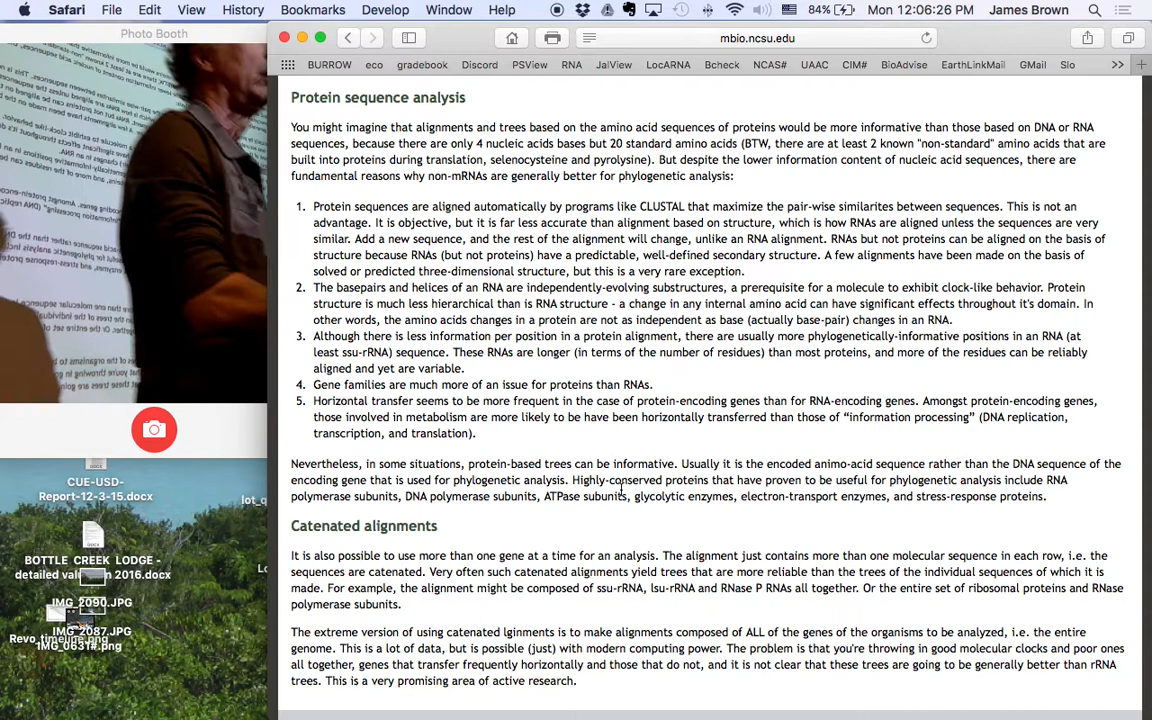 Safari File Edit View History Bookmarks Develop Window Help 84% Mon 12:06:26 PM James Brown
Photo Booth
mbio.ncsu.edu
BURROW eco gradebook Discord PSView RNA JalView LocARNA Bcheck NCAS# UAAC CIM# BioAdvise EarthLinkMail GMail Slo >> +
Protein sequence analysis
You might imagine that alignments and trees based on the amino acid sequences of proteins would be more informative than those based on DNA or RNA
sequences, because there are only 4 nucleic acids bases but 20 standard amino acids (BTW, there are at least 2 known "non-standard" amino acids that are
built into proteins during translation, selenocysteine and pyrolysine). But despite the lower information content of nucleic acid sequences, there are
fundamental reasons why non-mRNAs are generally better for phylogenetic analysis:
1. Protein sequences are aligned automatically by programs like CLUSTAL that maximize the pair-wise similarites between sequences. This is not an
advantage. It is objective, but it is far less accurate than alignment based on structure, which is how RNAs are aligned unless the sequences are very
similar. Add a new sequence, and the rest of the alignment will change, unlike an RNA alignment. RNAs but not proteins can be aligned on the basis of
structure because RNAs (but not proteins) have a predictable, well-defined secondary structure. A few alignments have been made on the basis of
solved or predicted three-dimensional structure, but this is a very rare exception.
2. The basepairs and helices of an RNA are independently-evolving substructures, a prerequisite for a molecule to exhibit clock-like behavior. Protein
structure is much less hierarchical than is RNA structure - a change in any internal amino acid can have significant effects throughout it's domain. In
other words, the amino acids changes in a protein are not as independent as base (actually base-pair) changes in an RNA.
3. Although there is less information per position in a protein alignment, there are usually more phylogenetically-informative positions in an RNA (at
least ssu-rRNA) sequence. These RNAs are longer (in terms of the number of residues) than most proteins, and more of the residues can be reliably
aligned and yet are variable.
4. Gene families are much more of an issue for proteins than RNAs.
5. Horizontal transfer seems to be more frequent in the case of protein-encoding genes than for RNA-encoding genes. Amongst protein-encoding genes,
those involved in metabolism are more likely to be have been horizontally transferred than those of “information processing” (DNA replication,
transcription, and translation).
Nevertheless, in some situations, protein-based trees can be informative. Usually it is the encoded animo-acid sequence rather than the DNA sequence of the
encoding gene that is used for phylogenetic analysis. Highly-conserved proteins that have proven to be useful for phylogenetic analysis include RNA
polymerase subunits, DNA polymerase subunits, ATPase subunits, glycolytic enzymes, electron-transport enzymes, and stress-response proteins.
Catenated alignments
It is also possible to use more than one gene at a time for an analysis. The alignment just contains more than one molecular sequence in each row, i.e. the
sequences are catenated. Very often such catenated alignments yield trees that are more reliable than the trees of the individual sequences of which it is
made. For example, the alignment might be composed of ssu-rRNA, lsu-rRNA and RNase P RNAs all together. Or the entire set of ribosomal proteins and RNase
polymerase subunits.
The extreme version of using catenated lginments is to make alignments composed of ALL of the genes of the organisms to be analyzed, i.e. the entire
genome. This is a lot of data, but is possible (just) with modern computing power. The problem is that you're throwing in good molecular clocks and poor ones
all together, genes that transfer frequently horizontally and those that do not, and it is not clear that these trees are going to be generally better than rRNA
trees. This is a very promising area of active research.
CUE-USD-
Report-12-3-15.docx
lot_
BOTTLE CREEK LODGE -
detailed 2016.docx
IMG_2090.JPG
IMG_2087.JPG
Revo_timeline.png
IMG_0631#.png